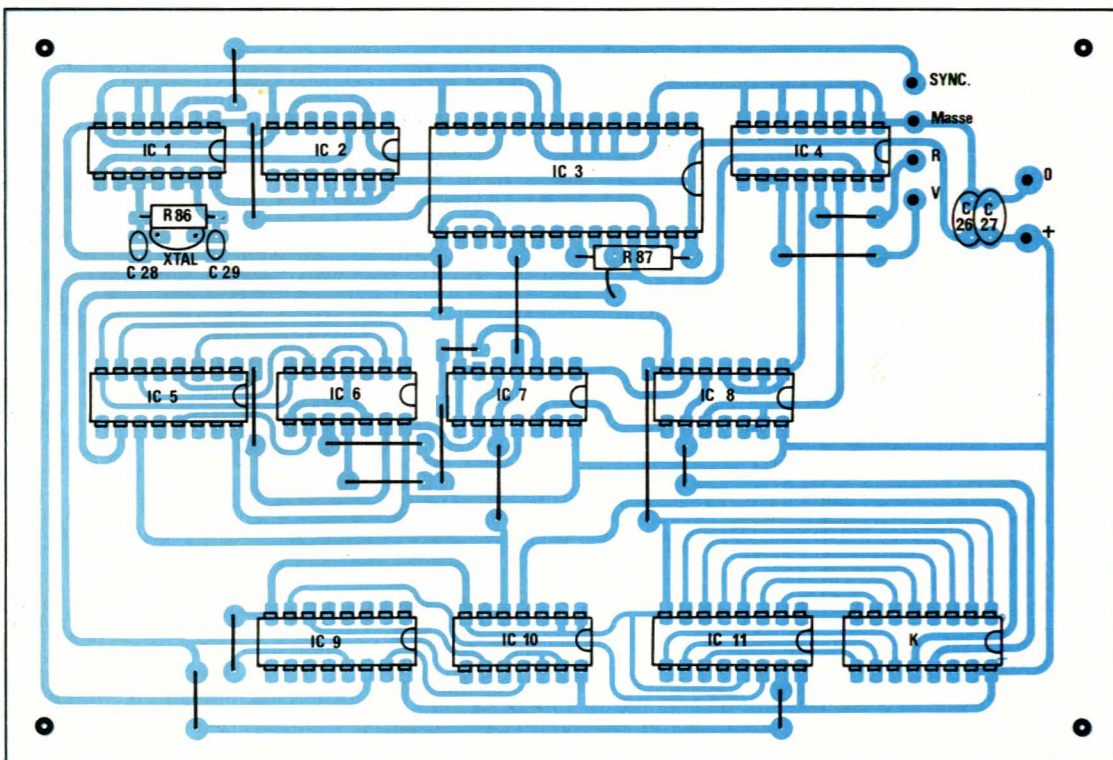 SYNC.
Masse
R
V
0
+
IC 1
IC 2
IC 3
IC 4
R 86
XTAL
C 28
C 29
R 87
C 26
C 27
IC 5
IC 6
IC 7
IC 8
IC 9
IC 10
IC 11
K